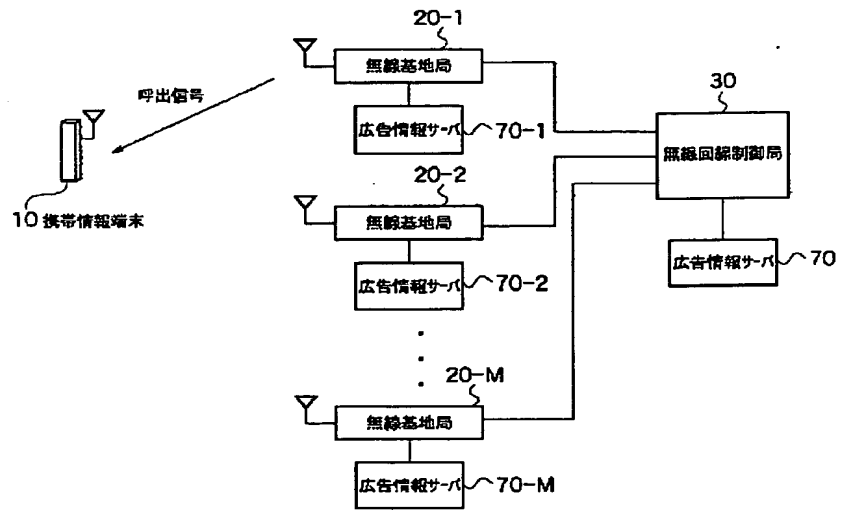 20-1
無線基地局
呼出信号
広告情報サーバ
70-1
10 携帯情報端末
20-2
無線基地局
広告情報サーバ
70-2
30
無線回線制御局
広告情報サーバ
70
20-M
無線基地局
広告情報サーバ
70-M